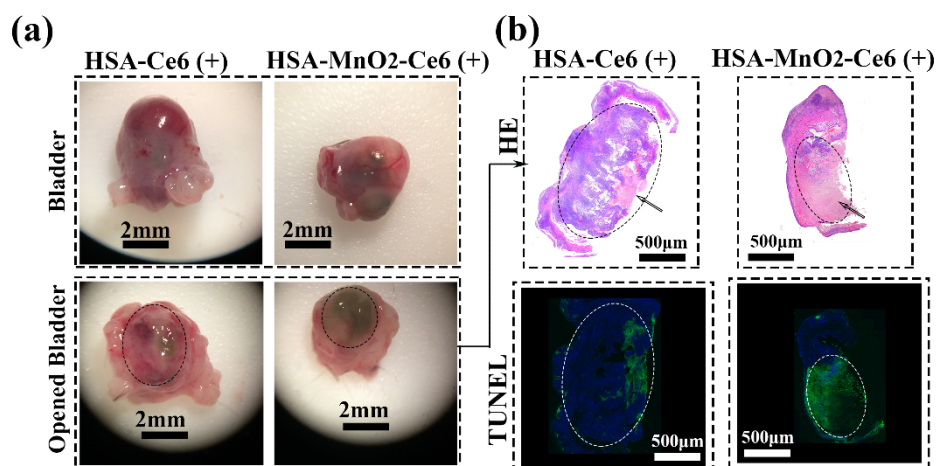 (a)
(b)
HSA-Ce6 (+)
HSA-MnO2-Ce6 (+)
HSA-Ce6 (+)
HSA-MnO2-Ce6 (+)
Bladder
2mm
2mm
HE
500μm
500μm
Opened Bladder
2mm
2mm
TUNEL
500μm
500μm